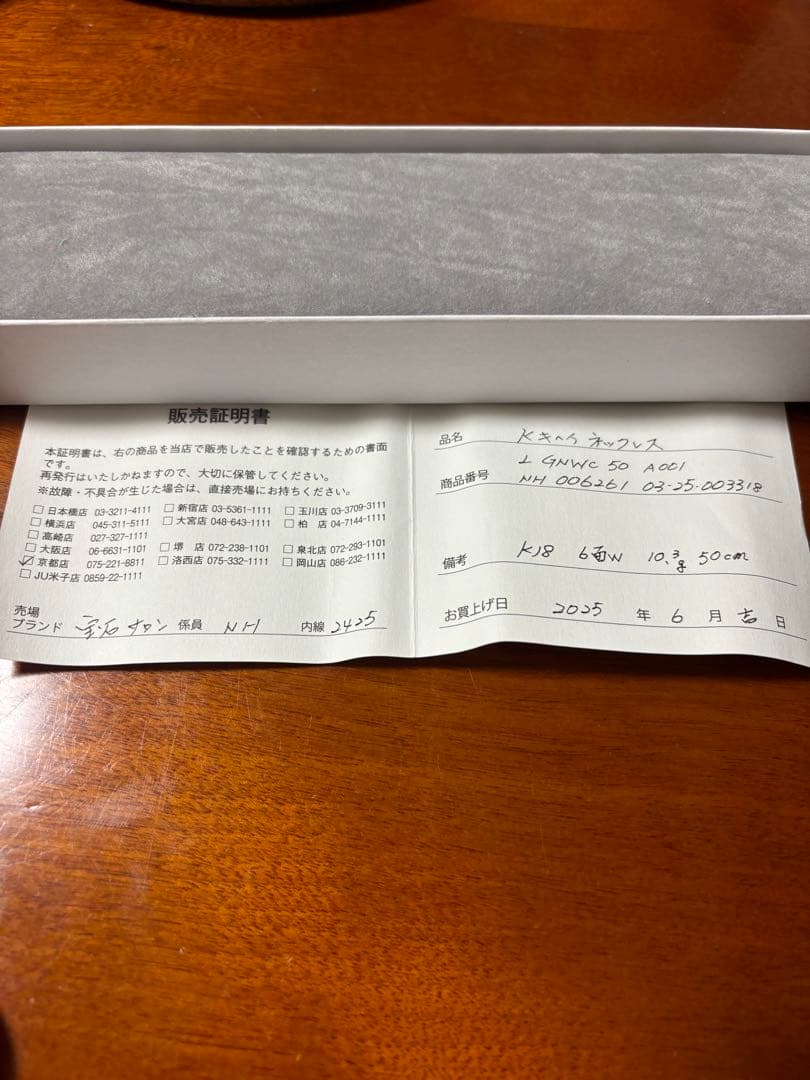 販売証明書
本証明書は、右の商品を当店で販売したことを確認するための書面
です。
再発行はいたしかねますので、大切に保管してください。
※故障・不具合が生じた場合は、直接売場にお持ちください。
□日本橋店 03-3211-4111 □新宿店 03-5361-1111 □玉川店 03-3709-3111
□横浜店 045-311-5111 □大宮店 048-643-1111 □柏 店 04-7144-1111
□高崎店 027-327-1111
□大阪店 06-6631-1101 □堺 店 072-238-1101 □泉北店 072-293-1101
☑京都店 075-221-8811 □洛西店 075-332-1111 □岡山店 086-232-1111
□JU米子店 0859-22-1111
売場
ブランド 宝石サロン 係員 NH 内線 2425
品名 Kキヘイ ネックレス
L GNWC 50 A001
商品番号 NH 006261 03-25-003318
備考 K18 6面W 10.3g 50cm
お買上げ日 2025 年 6 月 吉 日